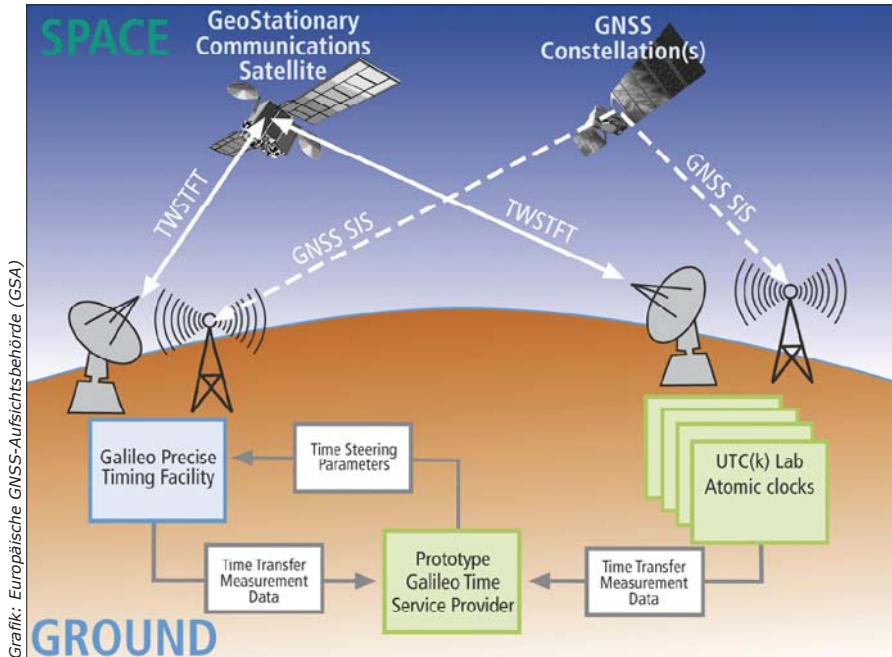 SPACE
GeoStationary
Communications
Satellite
GNSS
Constellation(s)
TWSTFT
GNSS SIS
TWSTFT
GNSS SIS
Galileo Precise
Timing Facility
Time Steering
Parameters
UTC(k) Lab
Atomic clocks
Time Transfer
Measurement
Data
Prototype
Galileo Time
Service Provider
Time Transfer
Measurement
Data
GROUND
Grafik: Europäische GNSS-Aufsichtsbehörde (GSA)